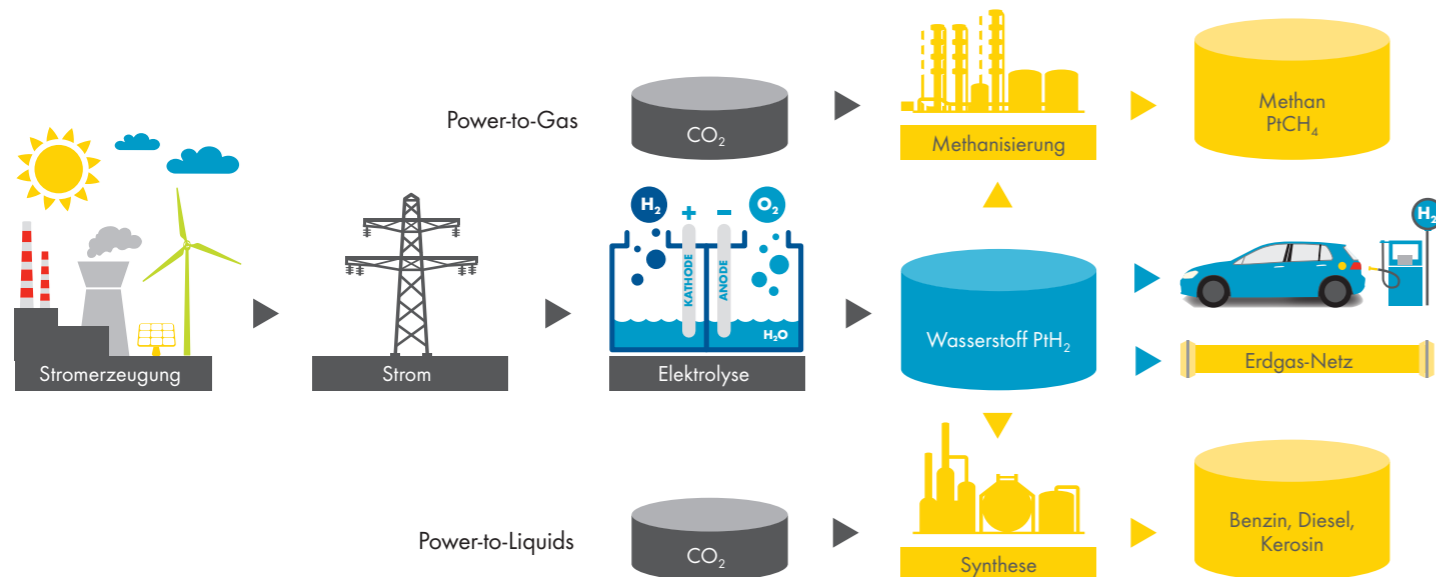 Power-to-Gas
CO₂
Methanisierung
Methan
PtCH₄
Stromerzeugung
Strom
H₂
+
−
O₂
KATHODE
ANODE
H₂O
Elektrolyse
Wasserstoff PtH₂
H₂
Erdgas-Netz
Power-to-Liquids
CO₂
Synthese
Benzin, Diesel,
Kerosin